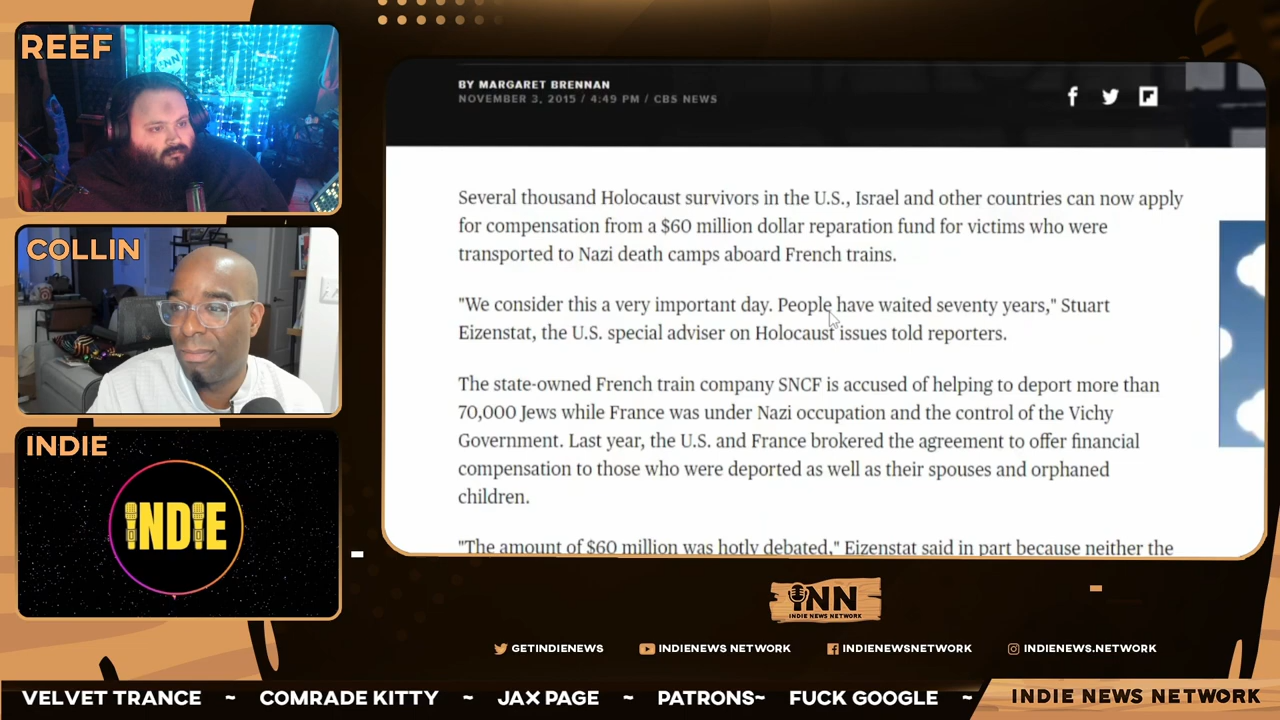 REEF
COLLIN
INDIE
INDIE
BY MARGARET BRENNAN
NOVEMBER 3, 2015 / 4:49 PM / CBS NEWS
Several thousand Holocaust survivors in the U.S., Israel and other countries can now apply
for compensation from a $60 million dollar reparation fund for victims who were
transported to Nazi death camps aboard French trains.
"We consider this a very important day. People have waited seventy years," Stuart
Eizenstat, the U.S. special adviser on Holocaust issues told reporters.
The state-owned French train company SNCF is accused of helping to deport more than
70,000 Jews while France was under Nazi occupation and the control of the Vichy
Government. Last year, the U.S. and France brokered the agreement to offer financial
compensation to those who were deported as well as their spouses and orphaned
children.
"The amount of $60 million was hotly debated," Eizenstat said in part because neither the
INN
INDIE NEWS NETWORK
GETINDIENEWS
INDIENEWS NETWORK
INDIENEWSNETWORK
INDIENEWS.NETWORK
VELVET TRANCE ~ COMRADE KITTY ~ JAX PAGE ~ PATRONS~ FUCK GOOGLE ~
INDIE NEWS NETWORK